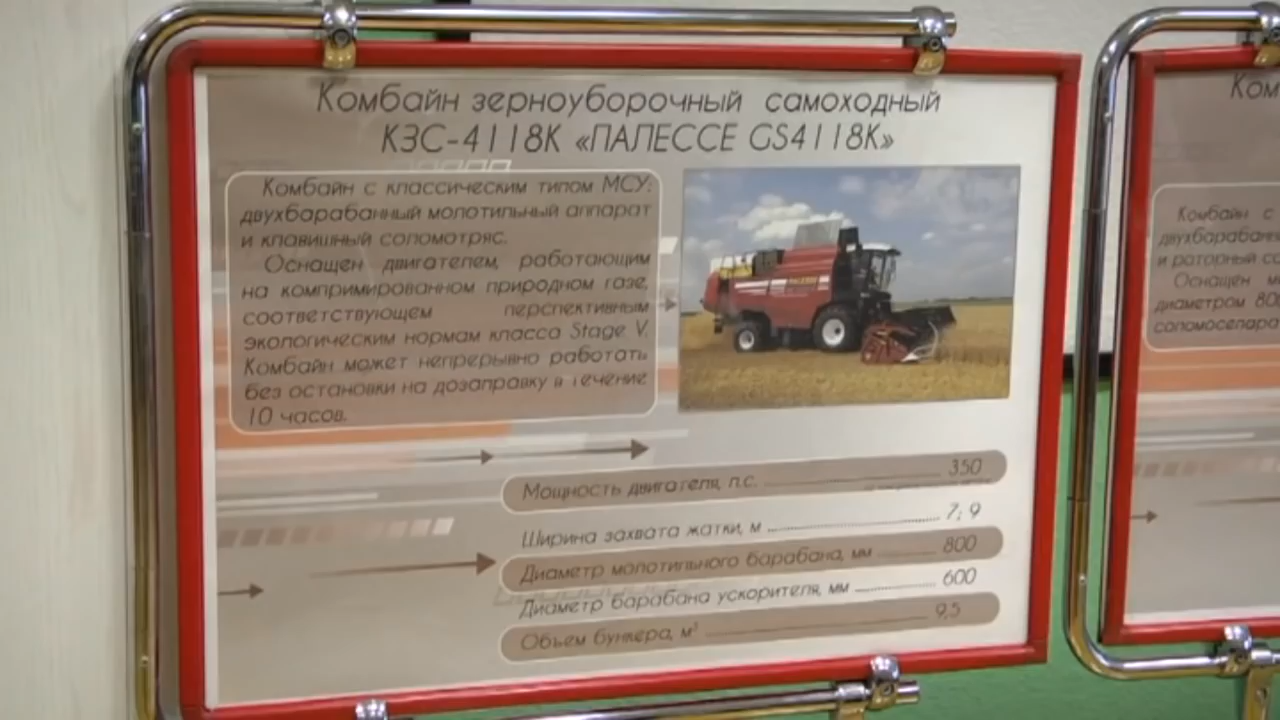 Комбайн зерноуборочный самоходный
КЗС-4118К «ПАЛЕССЕ GS4118K»
Комбайн с классическим типом МСУ:
двухбарабанный молотильный аппарат
и клавишный соломотряс.
Оснащен двигателем, работающим
на компримированном природном газе,
соответствующем перспективным
экологическим нормам класса Stage V.
Комбайн может непрерывно работать
без остановки на дозаправку в течение
10 часов.
Мощность двигателя, л.с. 350
Ширина захвата жатки, м 7; 9
Диаметр молотильного барабана, мм 800
Диаметр барабана ускорителя, мм 600
Объем бункера, м³ 9,5
Ком
Комбайн с
двухбарабанн
и роторный со
Оснащен м
диаметром 80
соломосепара